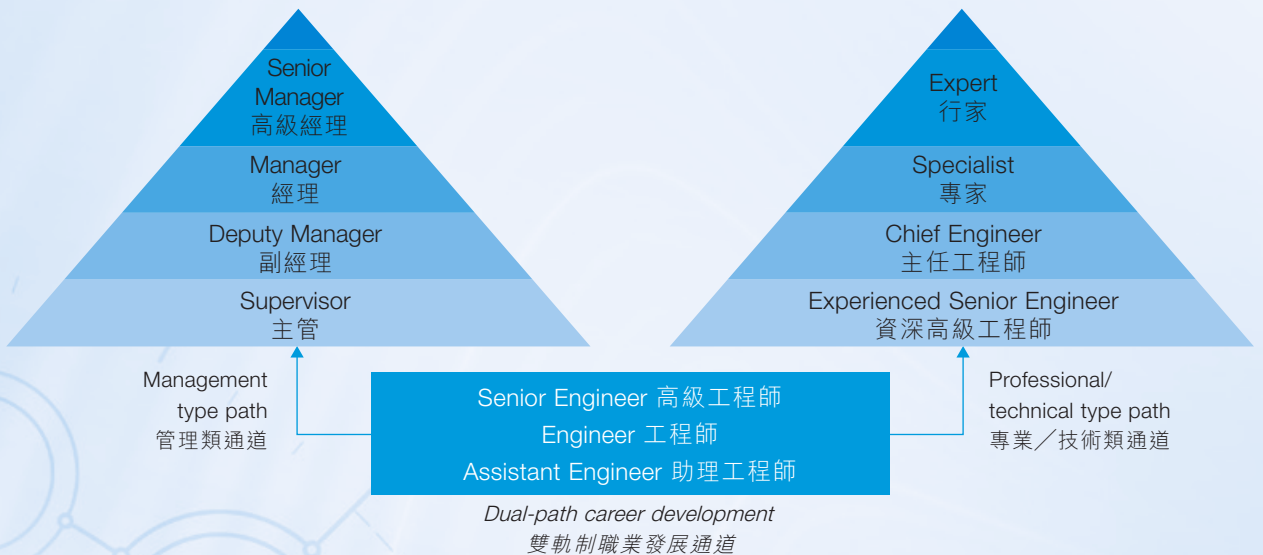 Senior
Manager
高級經理
Manager
經理
Deputy Manager
副經理
Supervisor
主管
Expert
行家
Specialist
專家
Chief Engineer
主任工程師
Experienced Senior Engineer
資深高級工程師
Management
type path
管理類通道
Senior Engineer 高級工程師
Engineer 工程師
Assistant Engineer 助理工程師
Professional/
technical type path
專業╱技術類通道
Dual-path career development
雙軌制職業發展通道